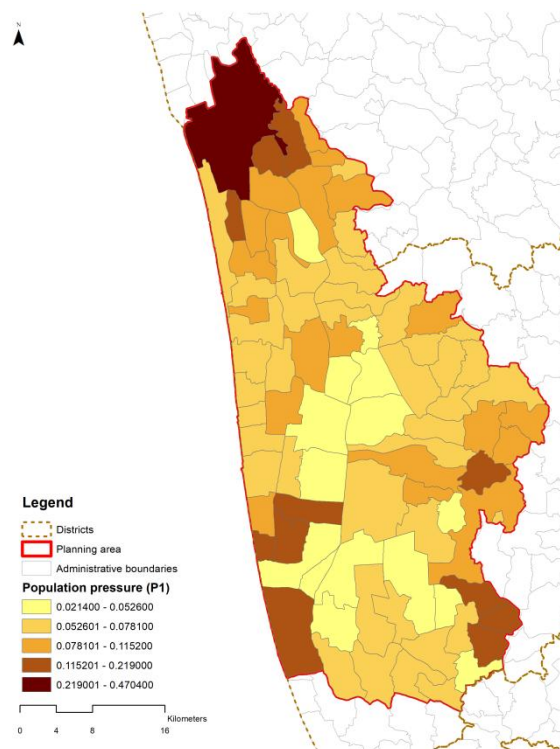 N
Legend
Districts
Planning area
Administrative boundaries
Population pressure (P1)
0.021400 - 0.052600
0.052601 - 0.078100
0.078101 - 0.115200
0.115201 - 0.219000
0.219001 - 0.470400
Kilometers
0 4 8 16